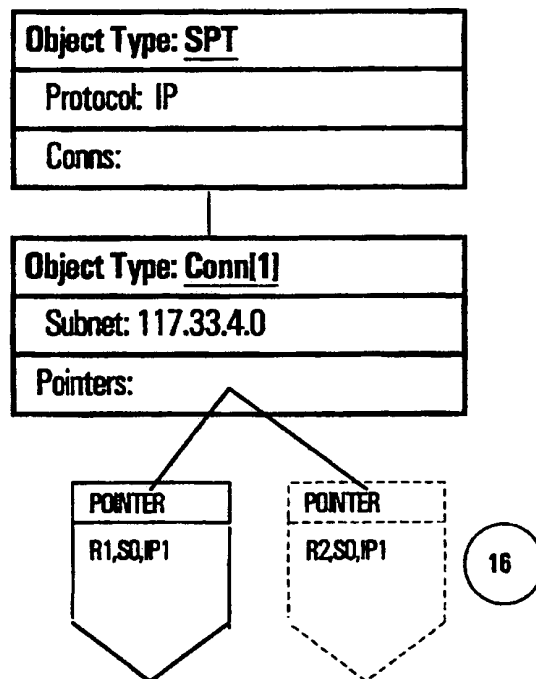 Object Type: SPT
Protocol: IP
Conns:
Object Type: Conn[1]
Subnet: 117.33.4.0
Pointers:
POINTER
R1,S0,IP1
POINTER
R2,S0,IP1
16